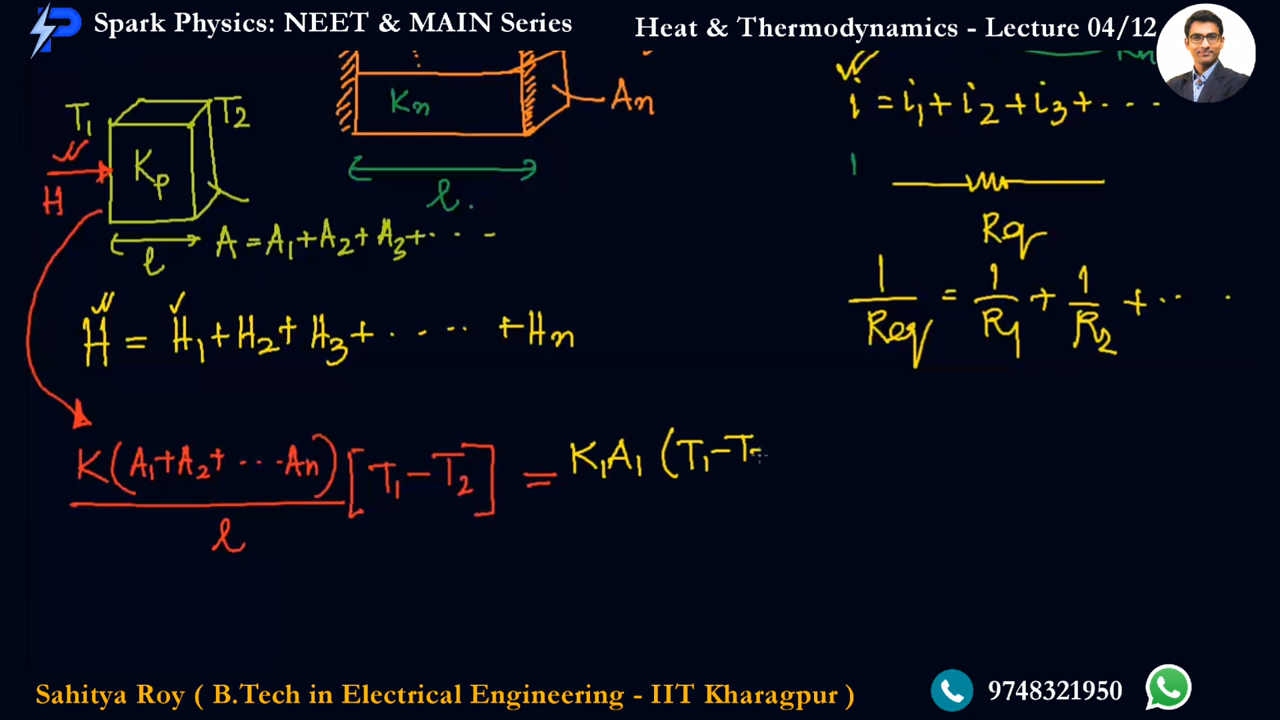 Spark Physics: NEET & MAIN Series
Heat & Thermodynamics - Lecture 04/12
Kn
An
l.
T1
T2
Kp
H
l
A = A1+A2+A3+.....
i = i1+i2+i3+...
Req
1/Req = 1/R1 + 1/R2 + ...
H = H1+H2+H3+.....+Hn
K(A1+A2+...An)/l [T1-T2] = K1A1 (T1-T2
Sahitya Roy ( B.Tech in Electrical Engineering - IIT Kharagpur )
9748321950